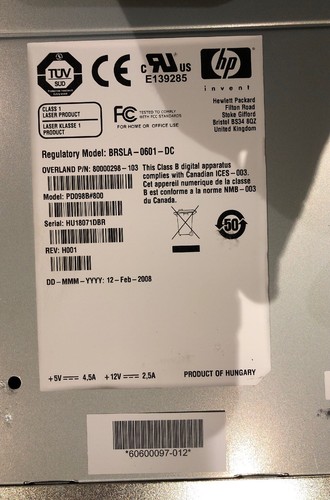 TÜV
SÜD
CE
c UL US
E139285
hp
invent
Hewlett Packard
Filton Road
Stoke Gifford
Bristol BS34 8QZ
United Kingdom
CLASS 1
LASER PRODUCT
LASER KLASSE 1
PRODUCT
FC
TESTED TO COMPLY
WITH FCC STANDARDS
FOR HOME OR OFFICE USE
Regulatory Model: BRSLA-0601-DC
OVERLAND P/N: 80000298-103
This Class B digital apparatus
complies with Canadian ICES-003.
Cet appareil numerique de la classe
B est conforme a la norme NMB-003
du Canada.
Model: PD098B#800
Serial: HU18071DBR
50
REV: H001
DD-MMM-YYYY: 12-Feb-2008
+5V 4,5A +12V 2,5A
PRODUCT OF HUNGARY
*60600097-012*